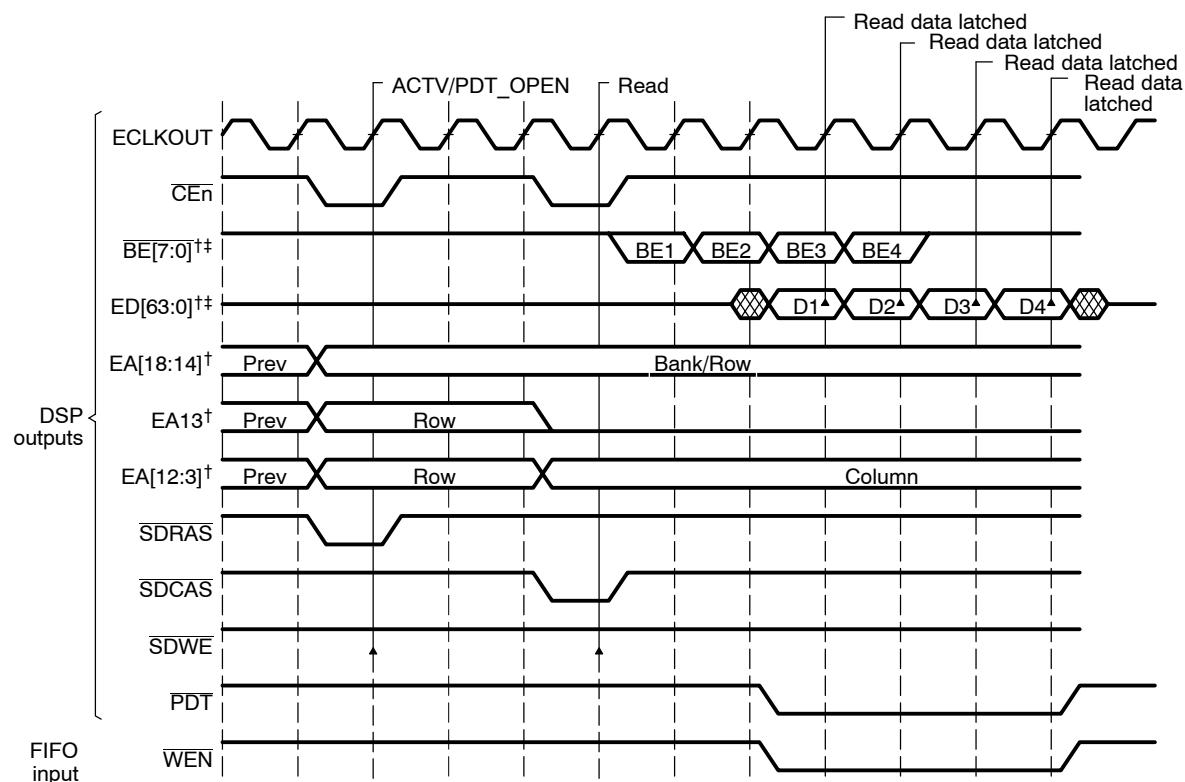 Read data latched
Read data latched
Read data latched
Read data
latched
ACTV/PDT_OPEN
Read
ECLKOUT
CEn
BE[7:0]†‡
BE1 BE2 BE3 BE4
ED[63:0]†‡
D1 D2 D3 D4
EA[18:14]†
Prev Bank/Row
EA13†
Prev Row
EA[12:3]†
Prev Row Column
DSP
outputs
SDRAS
SDCAS
SDWE
PDT
FIFO
input
WEN